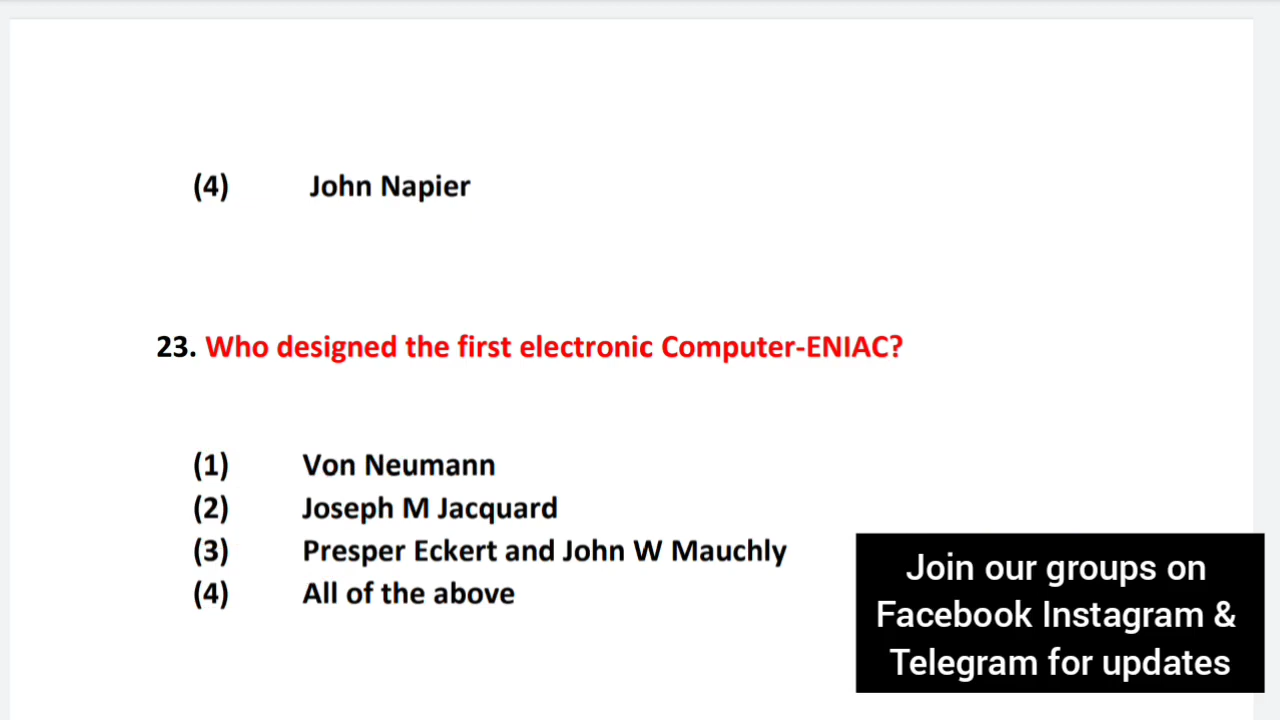 (4) John Napier
23. Who designed the first electronic Computer-ENIAC?
(1) Von Neumann
(2) Joseph M Jacquard
(3) Presper Eckert and John W Mauchly
(4) All of the above
Join our groups on
Facebook Instagram &
Telegram for updates